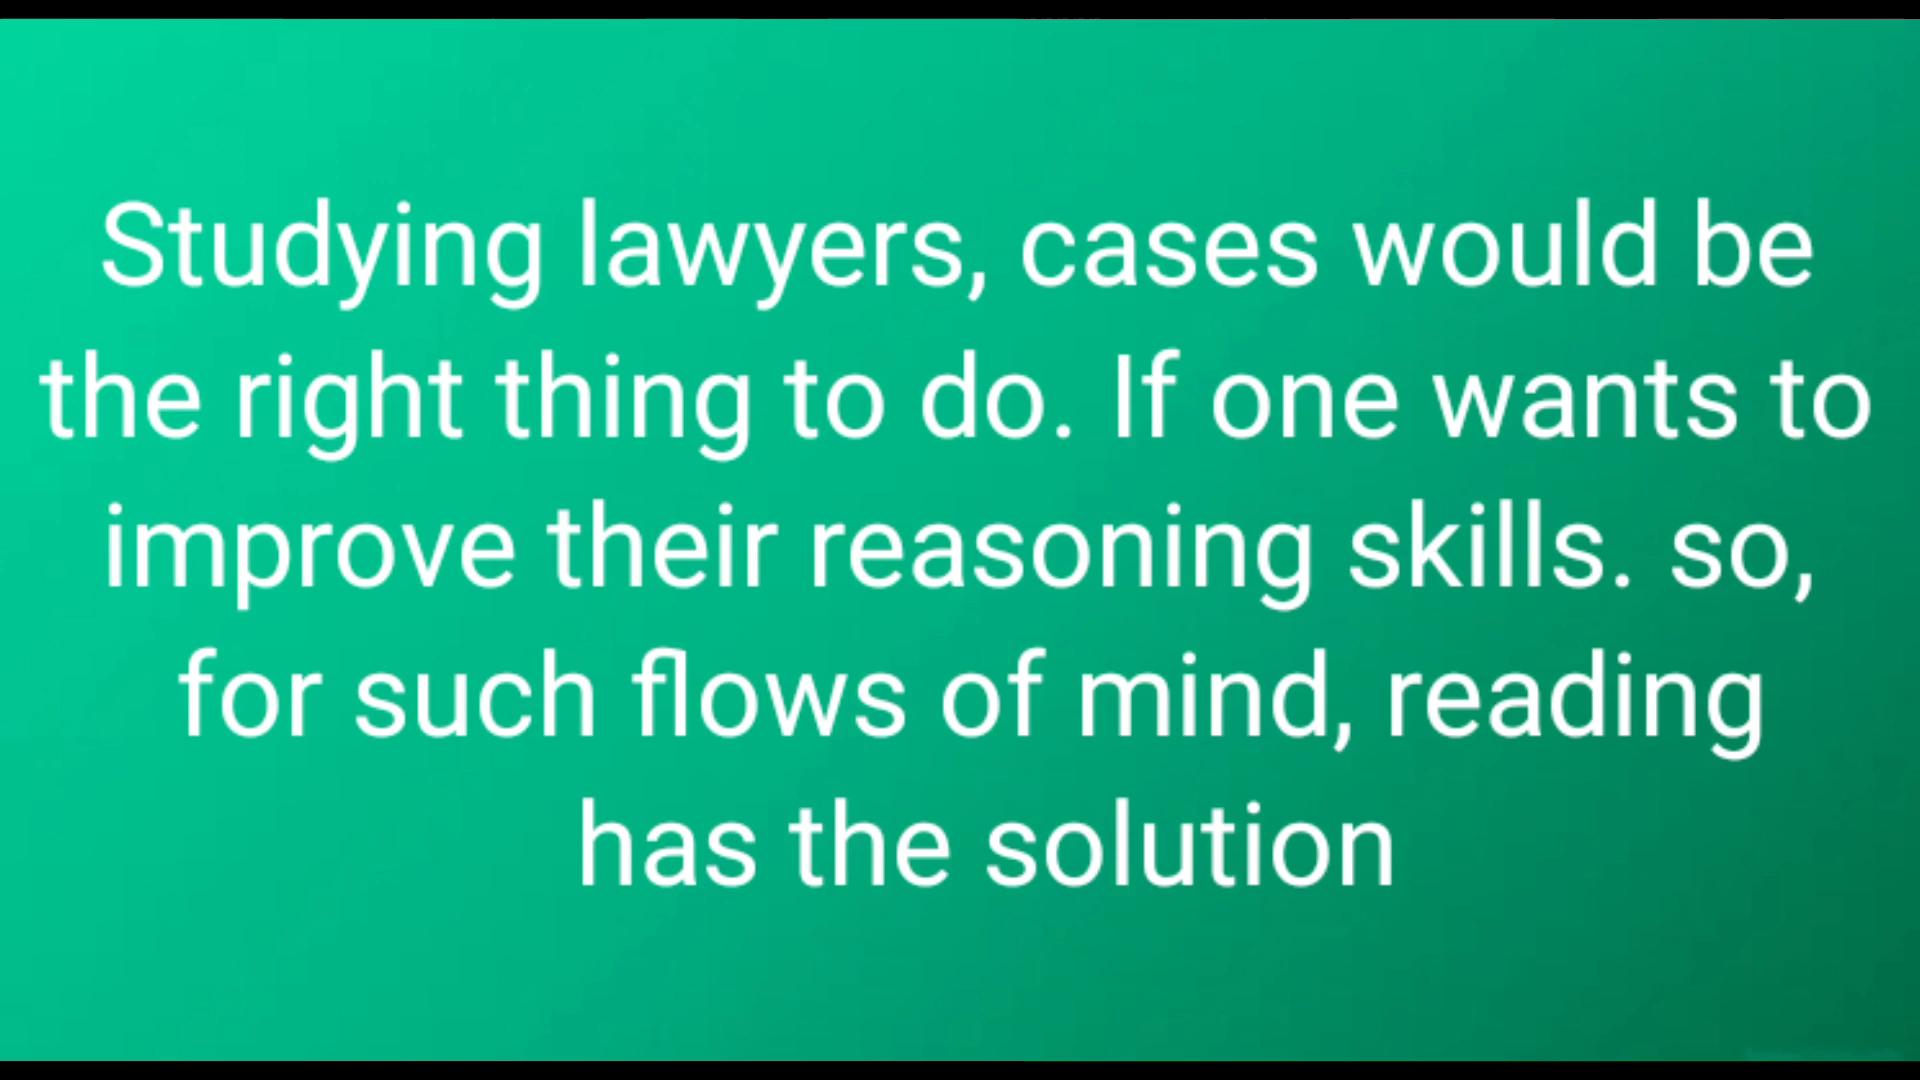 Studying lawyers, cases would be
the right thing to do. If one wants to
improve their reasoning skills. so,
for such flows of mind, reading
has the solution